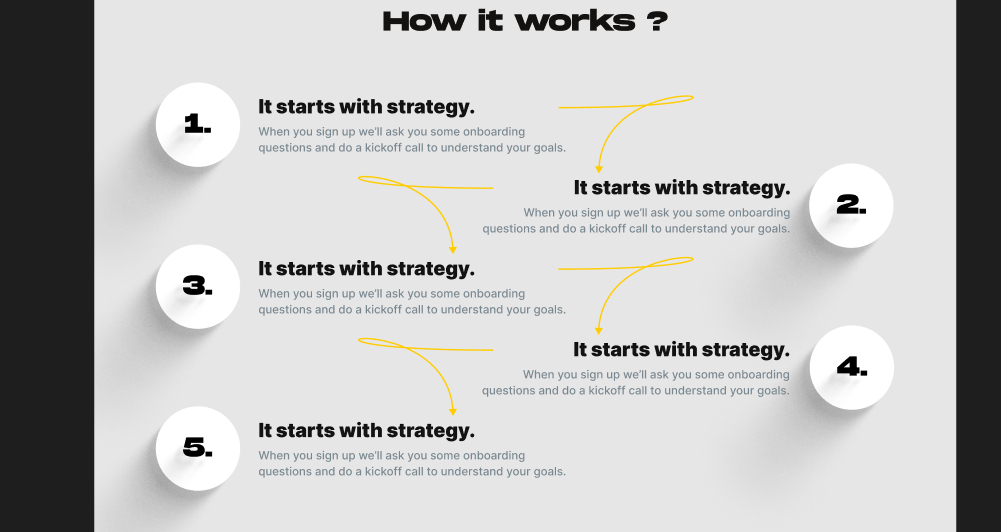 How it works ?
1.
It starts with strategy.
When you sign up we'll ask you some onboarding
questions and do a kickoff call to understand your goals.
2.
It starts with strategy.
When you sign up we'll ask you some onboarding
questions and do a kickoff call to understand your goals.
3.
It starts with strategy.
When you sign up we'll ask you some onboarding
questions and do a kickoff call to understand your goals.
4.
It starts with strategy.
When you sign up we'll ask you some onboarding
questions and do a kickoff call to understand your goals.
5.
It starts with strategy.
When you sign up we'll ask you some onboarding
questions and do a kickoff call to understand your goals.